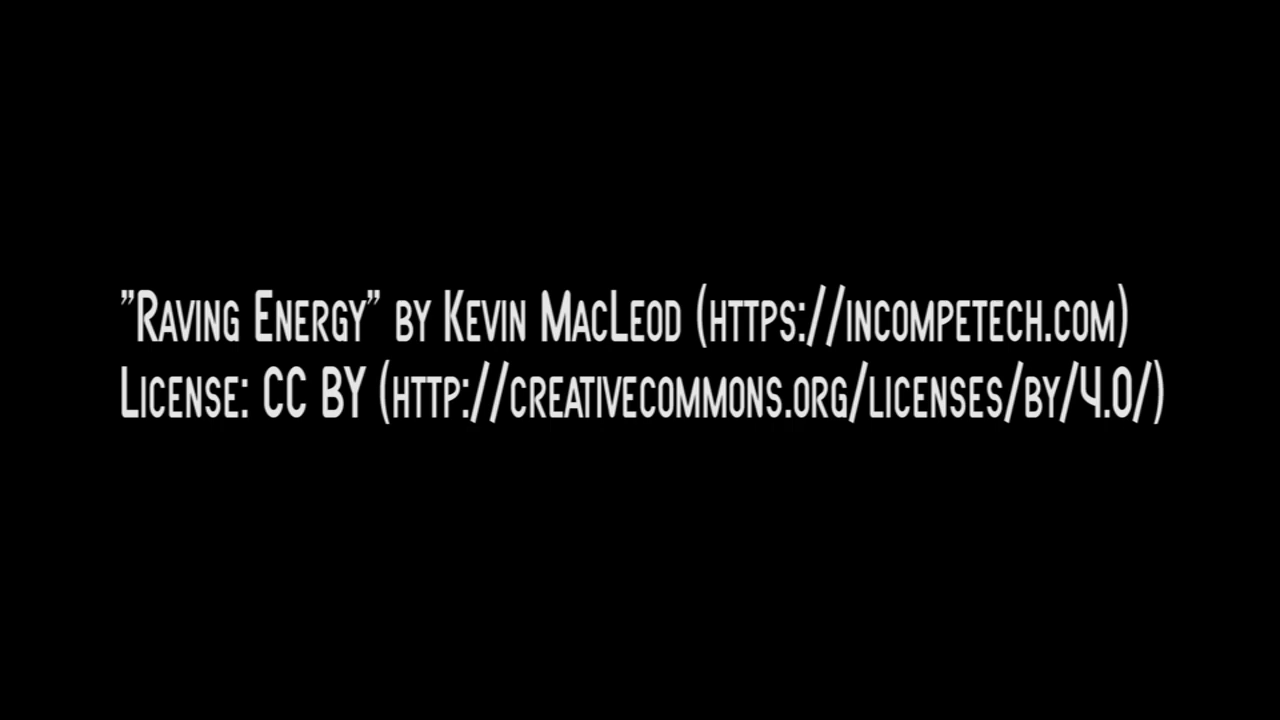 "Raving Energy" by Kevin MacLeod (https://incompetech.com)
License: CC BY (http://creativecommons.org/licenses/by/4.0/)